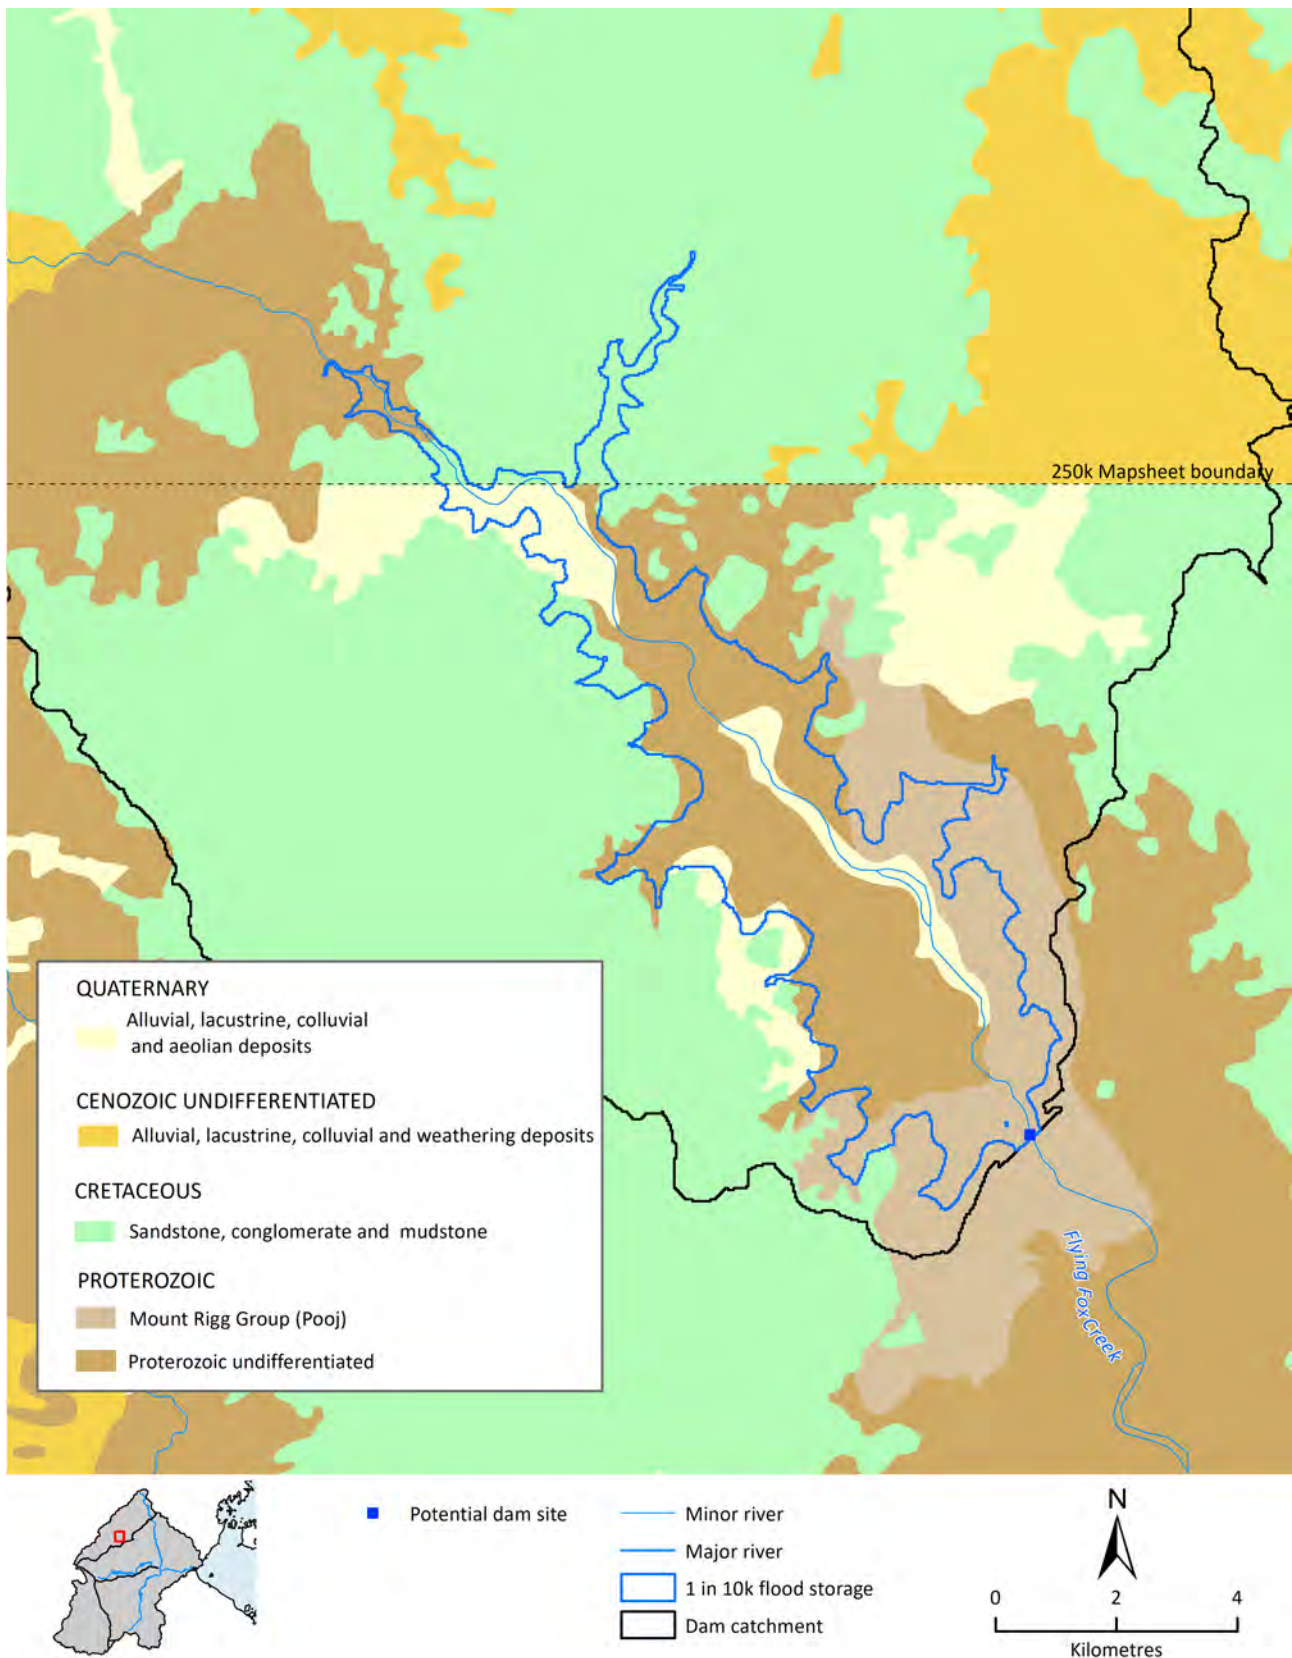 250k Mapsheet boundary
QUATERNARY
Alluvial, lacustrine, colluvial
and aeolian deposits
CENOZOIC UNDIFFERENTIATED
Alluvial, lacustrine, colluvial and weathering deposits
CRETACEOUS
Sandstone, conglomerate and mudstone
PROTEROZOIC
Mount Rigg Group (Pooj)
Proterozoic undifferentiated
Flying Fox Creek
Potential dam site
Minor river
Major river
1 in 10k flood storage
Dam catchment
N
0 2 4
Kilometres